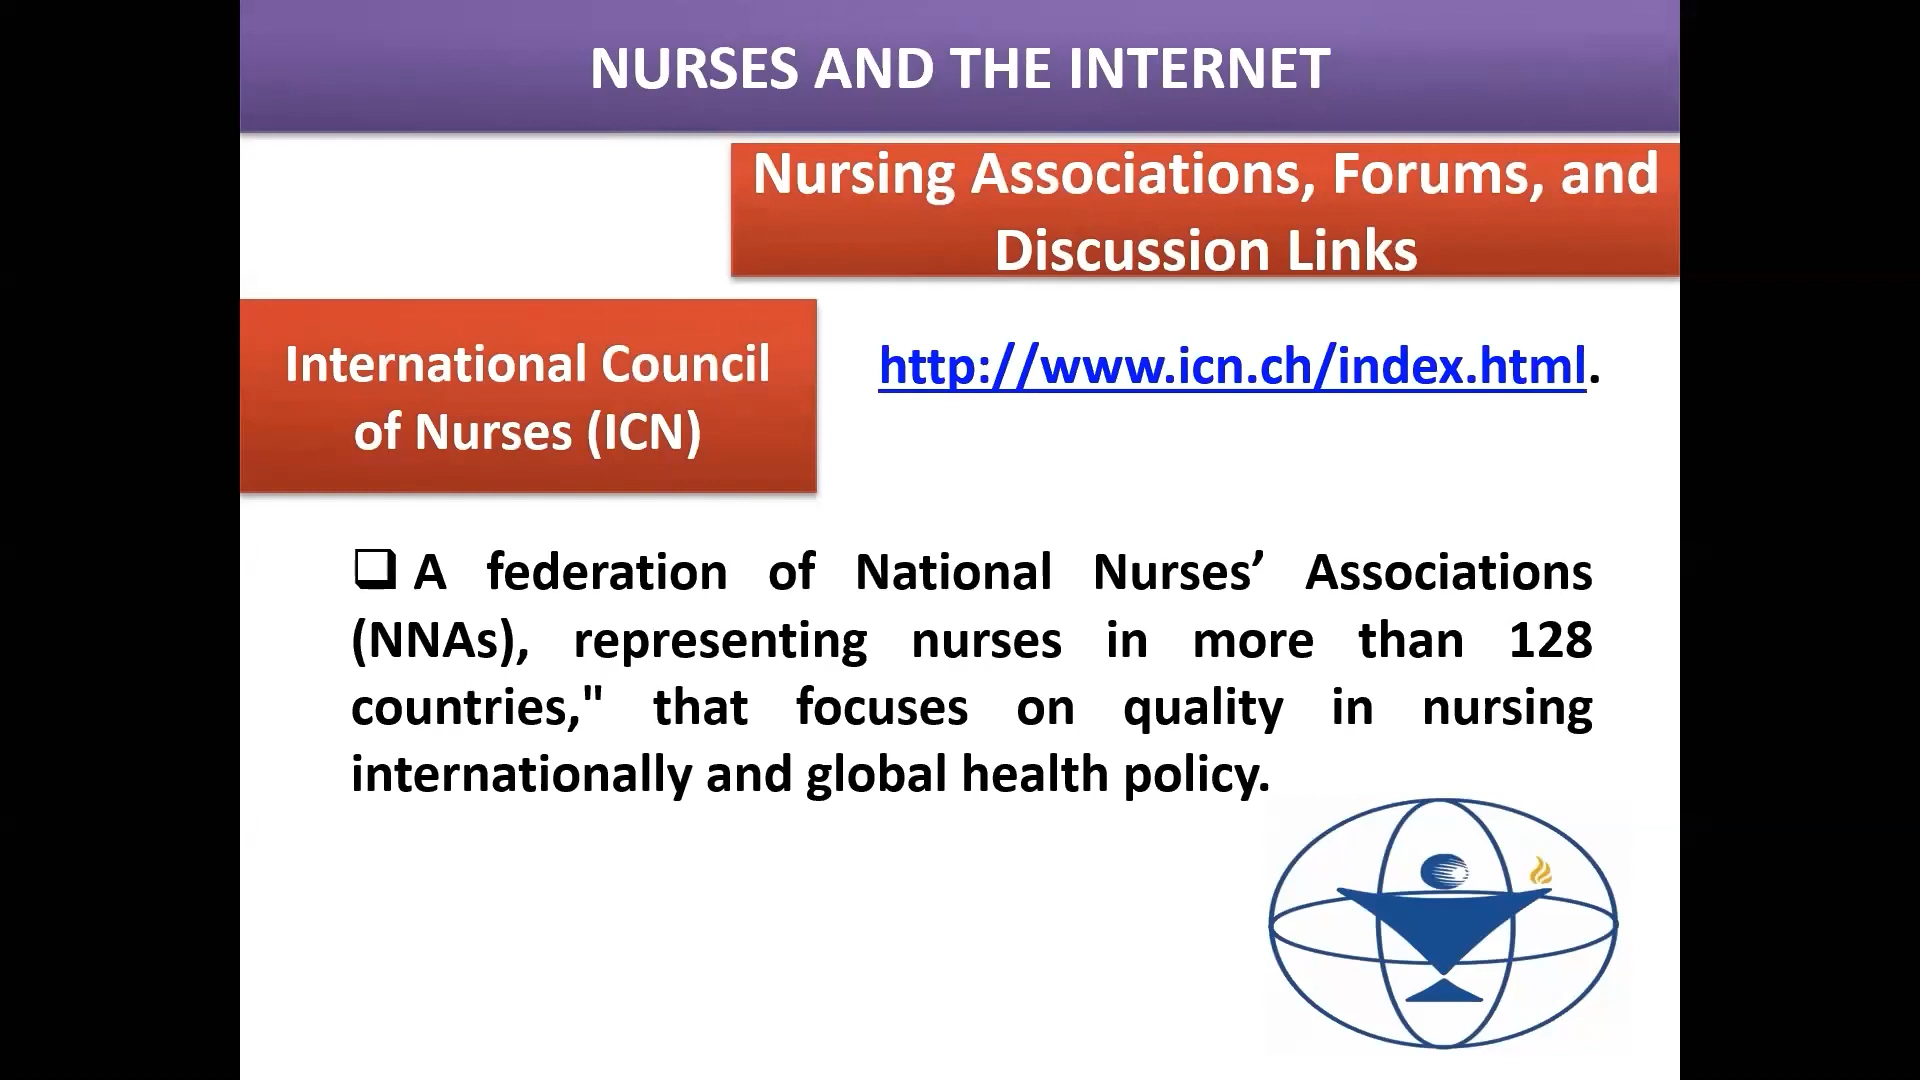 NURSES AND THE INTERNET
Nursing Associations, Forums, and
Discussion Links
International Council
of Nurses (ICN)
http://www.icn.ch/index.html.
❑ A federation of National Nurses’ Associations
(NNAs), representing nurses in more than 128
countries," that focuses on quality in nursing
internationally and global health policy.